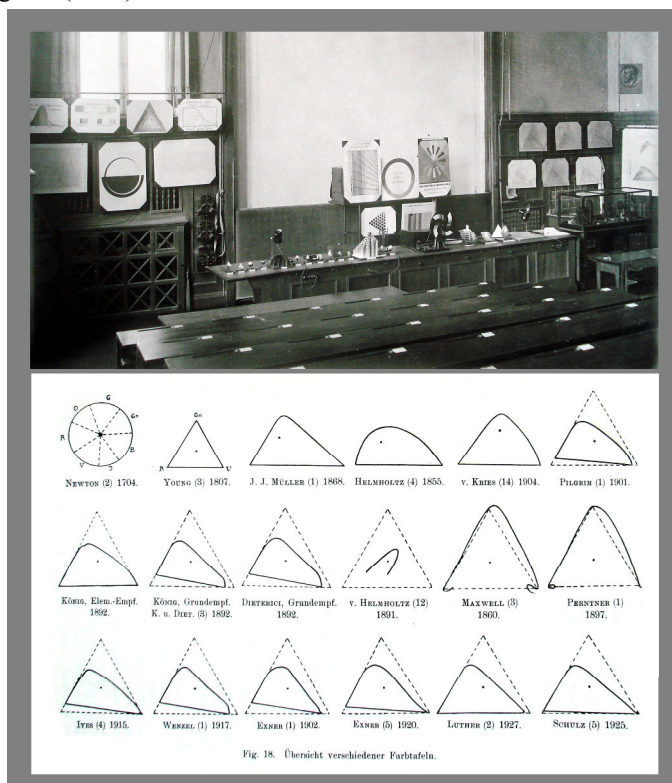 G
O
Gn
R
B
V
J
NEWTON (2) 1704.
Gn
R V
YOUNG (3) 1807.
J. J. MÜLLER (1) 1868.
HELMHOLTZ (4) 1855.
v. KRIES (14) 1904.
PILGRIM (1) 1901.
KÖNIG, Elem.-Empf.
1892.
KÖNIG, Grundempf.
K. u. DIET. (3) 1892.
DIETERICI, Grundempf.
1892.
v. HELMHOLTZ (12)
1891.
MAXWELL (3)
1860.
PERNTNER (1)
1897.
IVES (4) 1915.
WENZEL (1) 1917.
EXNER (1) 1902.
EXNER (5) 1920.
LUTHER (2) 1927.
SCHULZ (5) 1925.
Fig. 18. Übersicht verschiedener Farbtafeln.